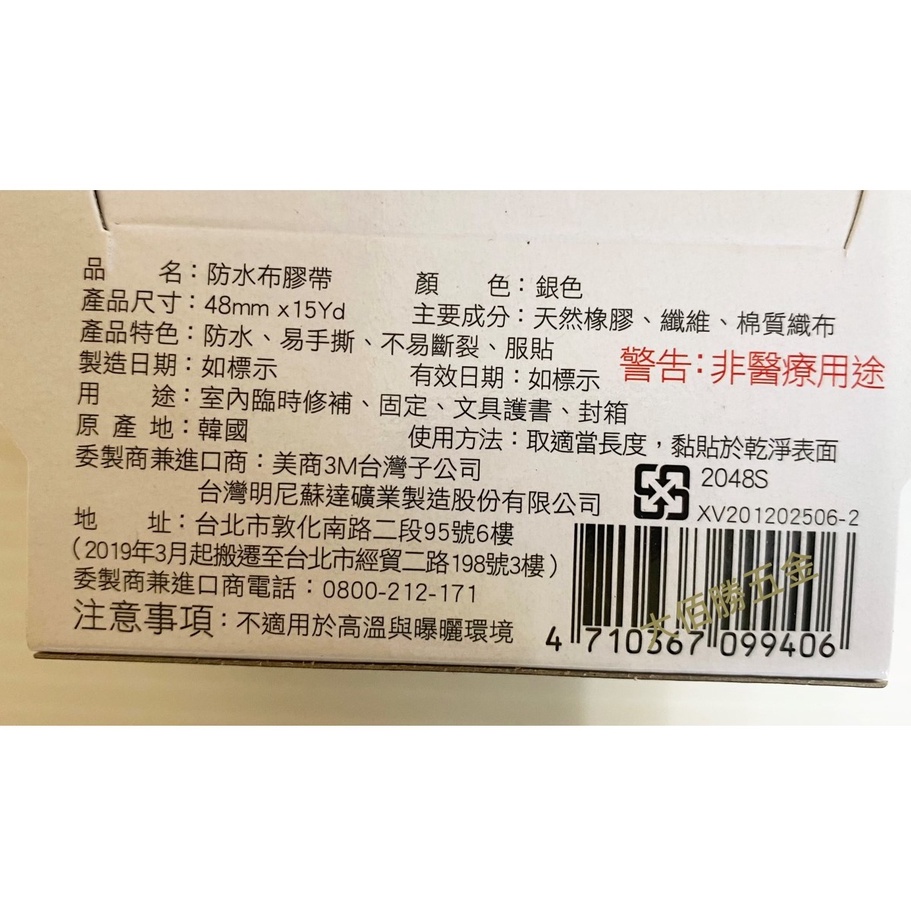 品　　名：防水布膠帶　　顏　　色：銀色
產品尺寸：48mm x15Yd　　主要成分：天然橡膠、纖維、棉質織布
產品特色：防水、易手撕、不易斷裂、服貼
製造日期：如標示　　有效日期：如標示　警告：非醫療用途
用　　途：室內臨時修補、固定、文具護書、封箱
原 產 地：韓國　　使用方法：取適當長度，黏貼於乾淨表面
委製商兼進口商：美商3M台灣子公司　2048S
台灣明尼蘇達礦業製造股份有限公司　XV201202506-2
地　　址：台北市敦化南路二段95號6樓
（2019年3月起搬遷至台北市經貿二路198號3樓）
委製商兼進口商電話：0800-212-171
注意事項：不適用於高溫與曝曬環境
4 710367 099406
大佰勝五金